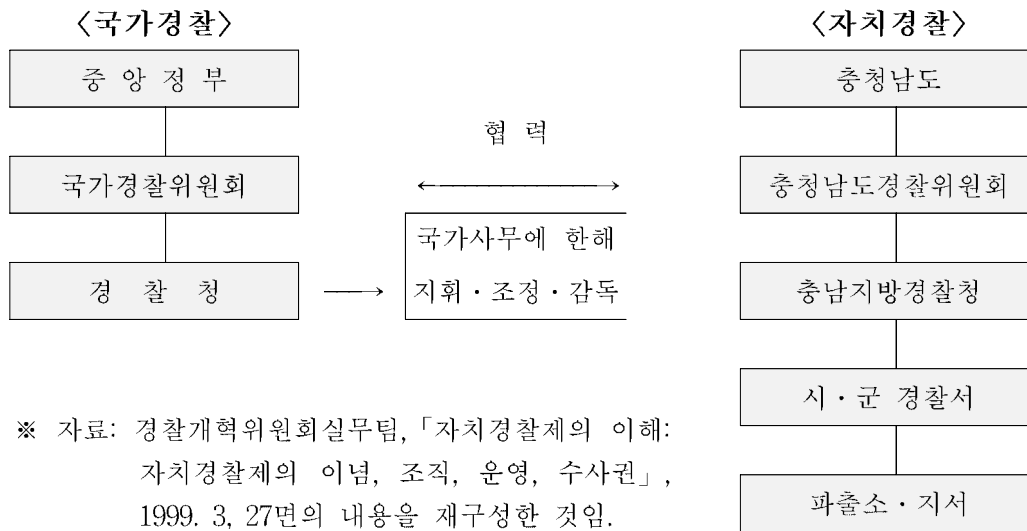 〈국가경찰〉
중 앙 정 부
국가경찰위원회
경 찰 청
협 력
국가사무에 한해
지휘·조정·감독
〈자치경찰〉
충청남도
충청남도경찰위원회
충남지방경찰청
시·군 경찰서
파출소·지서
※ 자료: 경찰개혁위원회실무팀, 「자치경찰제의 이해:
자치경찰제의 이념, 조직, 운영, 수사권」,
1999. 3, 27면의 내용을 재구성한 것임.